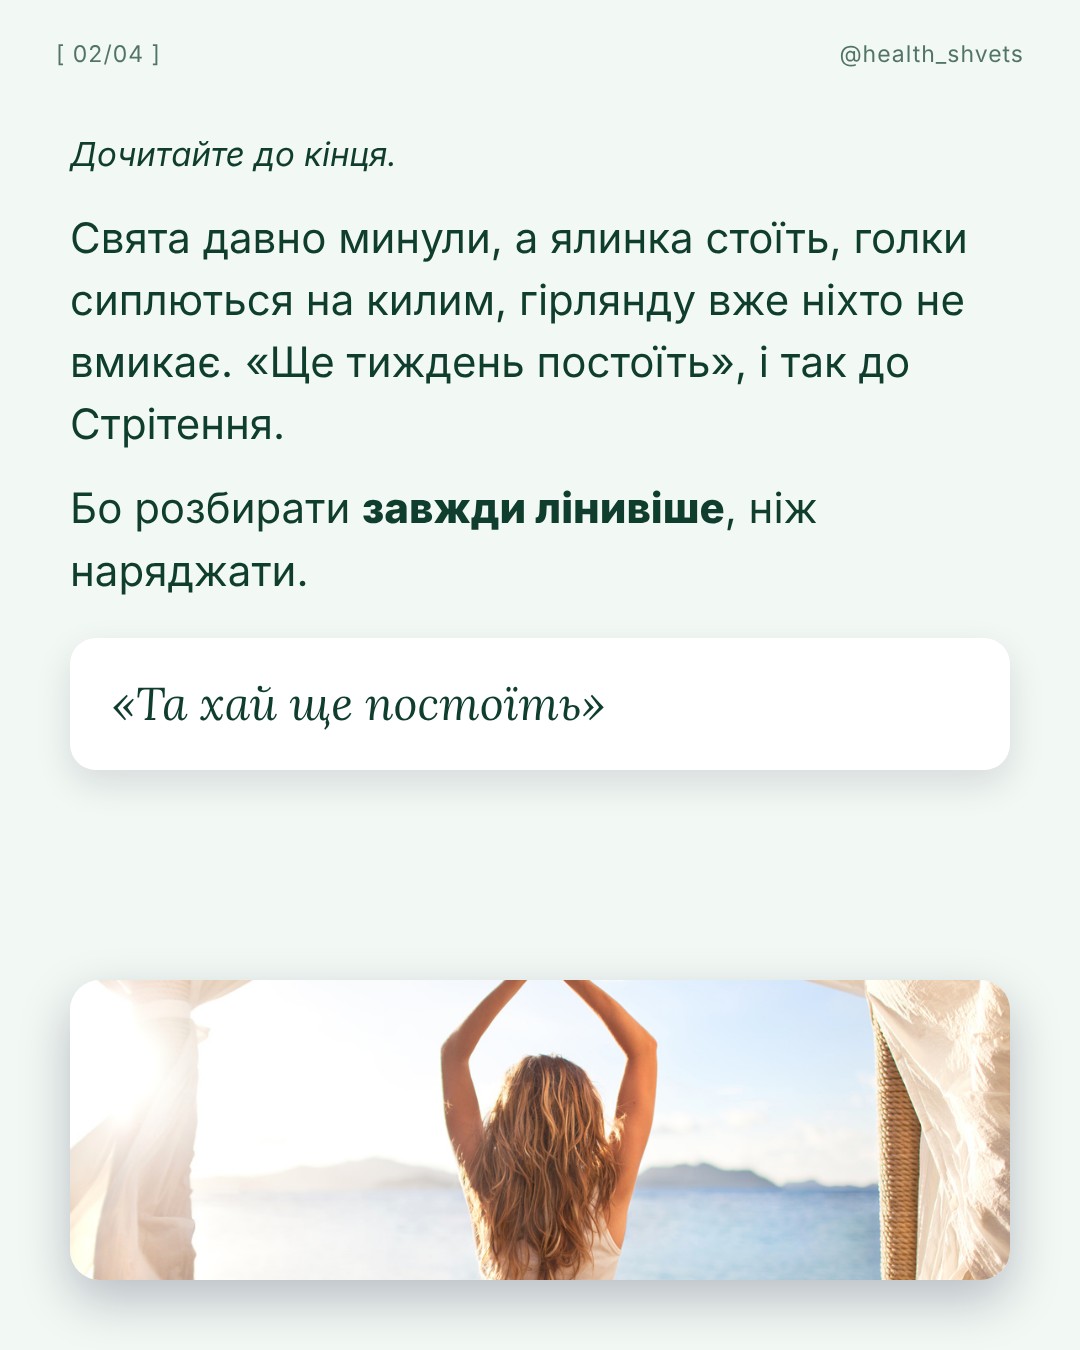 [ 02/04 ]
@health_shvets
Дочитайте до кінця.
Свята давно минули, а ялинка стоїть, голки
сиплються на килим, гірлянду вже ніхто не
вмикає. «Ще тиждень постоїть», і так до
Стрітення.
Бо розбирати завжди лінивіше, ніж
наряджати.
«Та хай ще постоїть»